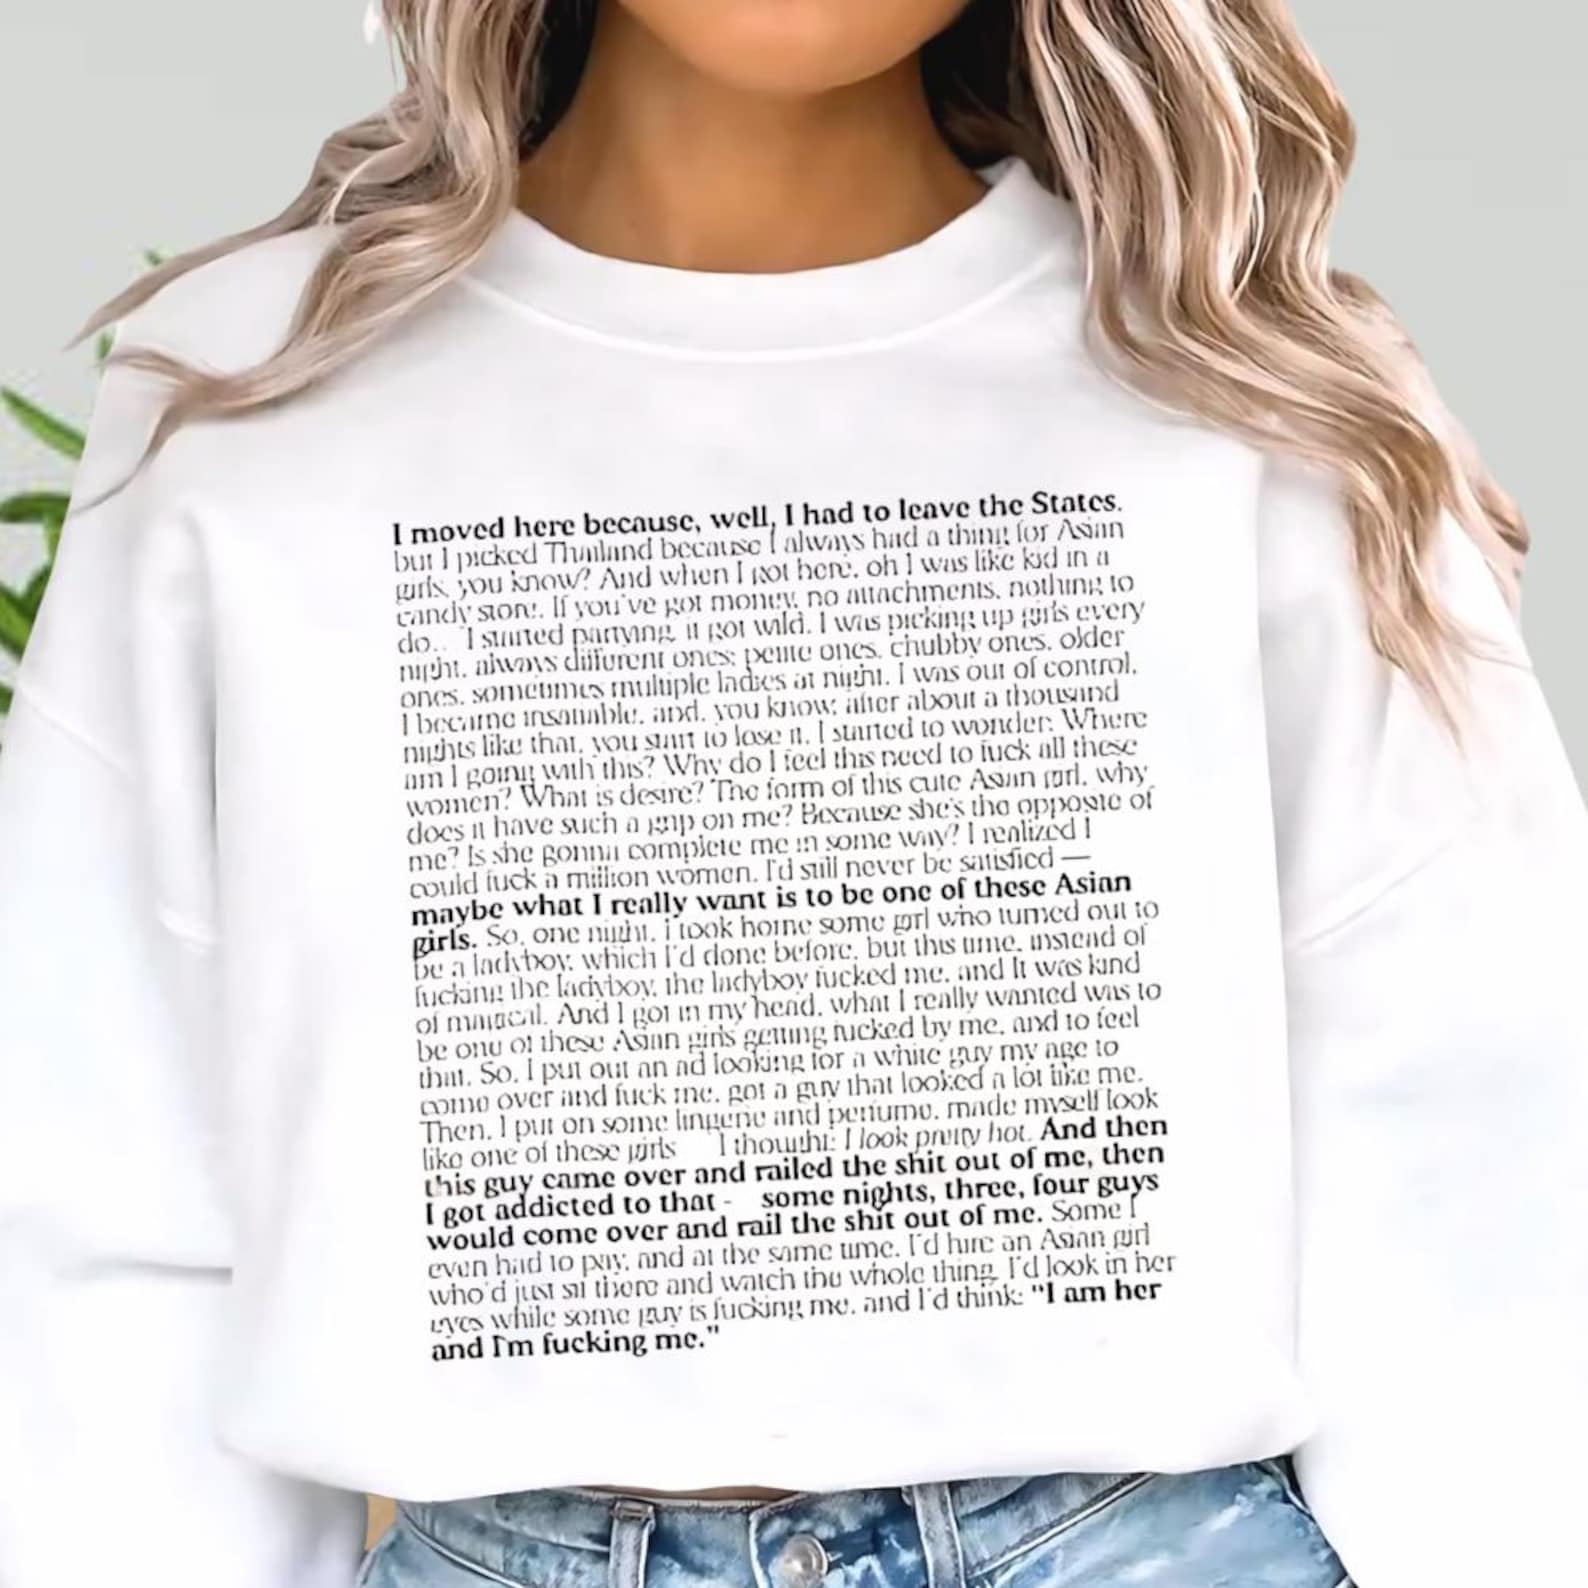 I moved here because, well, I had to leave the States.
but I picked Thailand because I always had a thing for Asian
girls, you know? And when I got here, oh I was like kid in a
candy store. If you've got money, no attachments, nothing to
do.. I started partying, it got wild. I was picking up girls every
night, always different ones; petite ones, chubby ones, older
ones, sometimes multiple ladies at night. I was out of control,
I became insatiable, and, you know, after about a thousand
nights like that, you start to lose it, I started to wonder: Where
am I going with this? Why do I feel this need to fuck all these
women? What is desire? The form of this cute Asian girl, why
does it have such a grip on me? Because she's the opposite of
me? Is she gonna complete me in some way? I realized I
could fuck a million women, I'd still never be satisfied —
maybe what I really want is to be one of these Asian
girls. So, one night, I took home some girl who turned out to
be a ladyboy, which I'd done before, but this time, instead of
fucking the ladyboy, the ladyboy fucked me, and It was kind
of magical. And I got in my head, what I really wanted was to
be one of these Asian girls getting fucked by me, and to feel
that. So, I put out an ad looking for a white guy my age to
come over and fuck me, got a guy that looked a lot like me.
Then, I put on some lingerie and perfume, made myself look
like one of these girls I thought: I look pretty hot. And then
this guy came over and railed the shit out of me, then
I got addicted to that - some nights, three, four guys
would come over and rail the shit out of me. Some I
even had to pay, and at the same time, I'd hire an Asian girl
who'd just sit there and watch the whole thing, I'd look in her
eyes while some guy is fucking me, and I'd think: "I am her
and I'm fucking me."